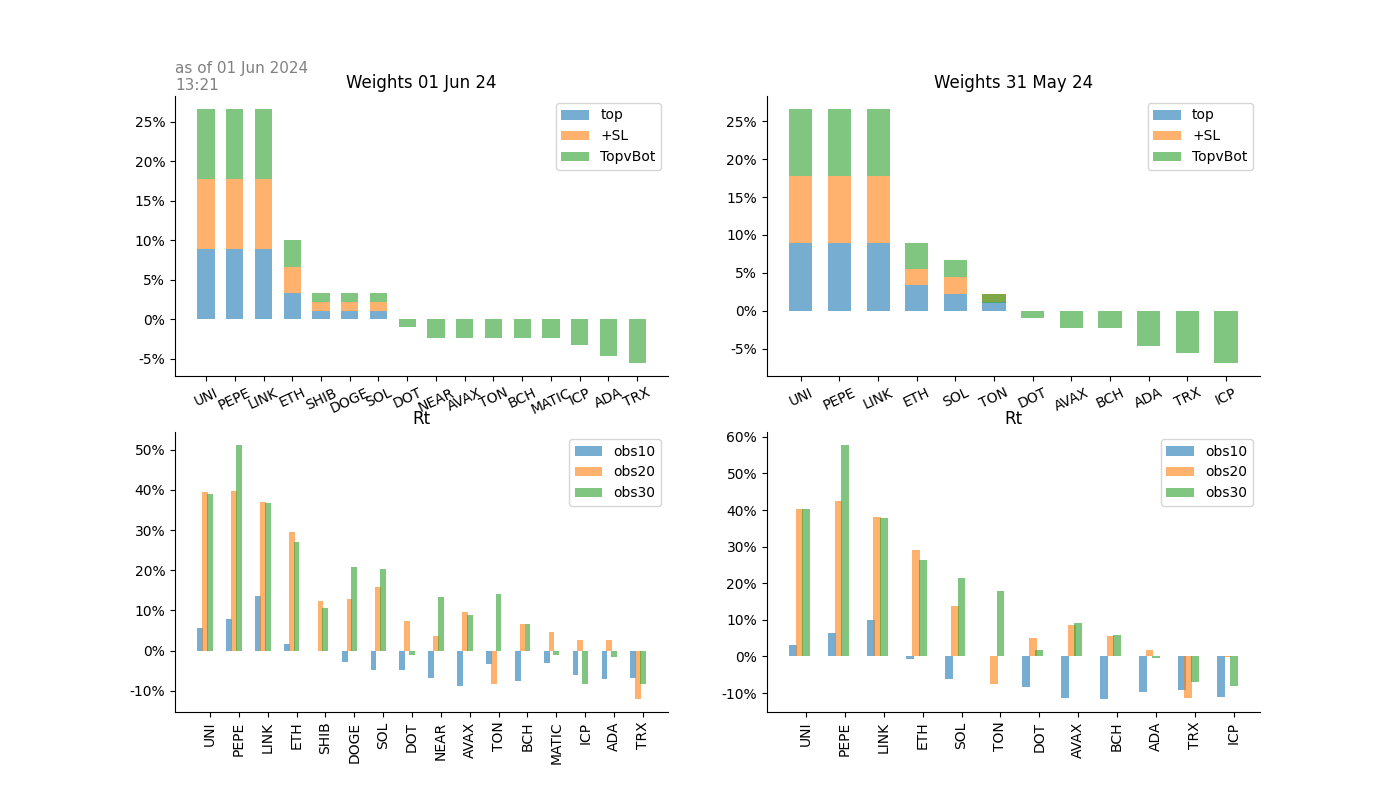 as of 01 Jun 2024
13:21
Weights 01 Jun 24
25%
20%
15%
10%
5%
0%
-5%
top
+SL
TopvBot
UNI PEPE LINK ETH SHIB DOGE SOL DOT NEAR AVAX TON BCH MATIC ICP ADA TRX
Weights 31 May 24
25%
20%
15%
10%
5%
0%
-5%
top
+SL
TopvBot
UNI PEPE LINK ETH SOL TON DOT AVAX BCH ADA TRX ICP
Rt
50%
40%
30%
20%
10%
0%
-10%
obs10
obs20
obs30
UNI PEPE LINK ETH SHIB DOGE SOL DOT NEAR AVAX TON BCH MATIC ICP ADA TRX
Rt
60%
50%
40%
30%
20%
10%
0%
-10%
obs10
obs20
obs30
UNI PEPE LINK ETH SOL TON DOT AVAX BCH ADA TRX ICP